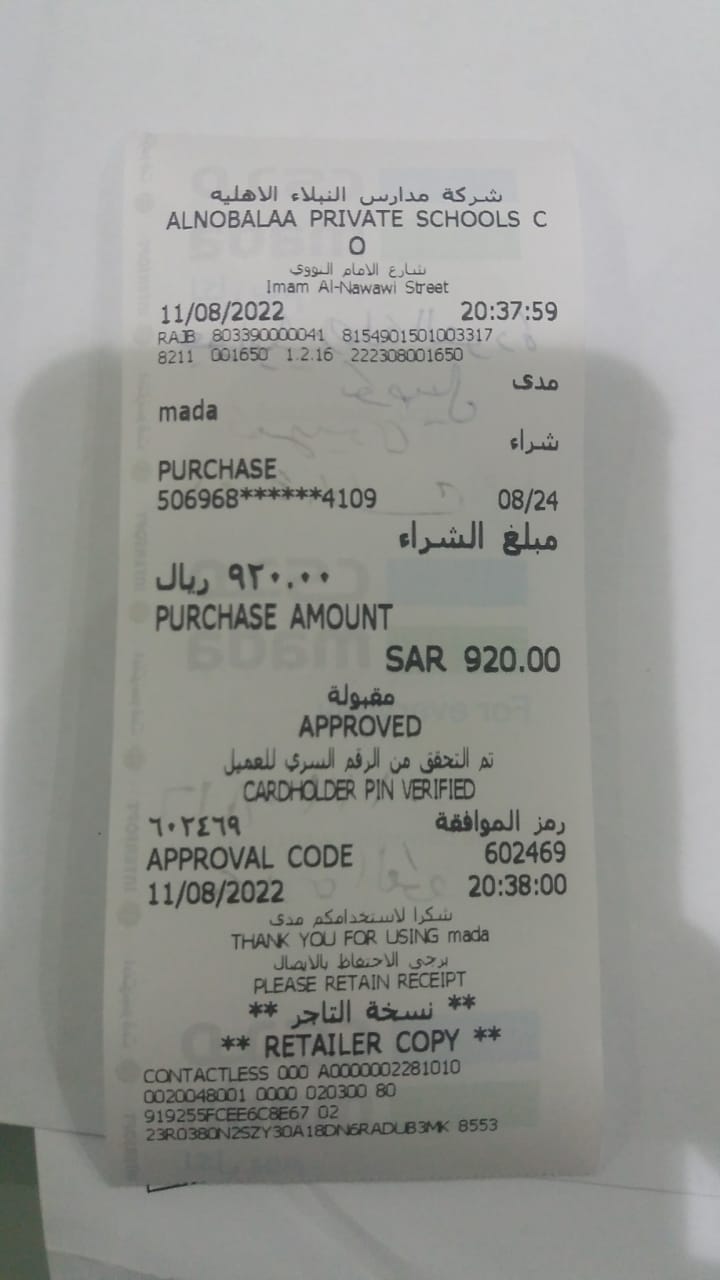 شركة مدارس النبلاء الاهليه
ALNOBALAA PRIVATE SCHOOLS C
O
شارع الامام النووي
Imam Al-Nawawi Street
11/08/2022 20:37:59
RAJB 803390000041 8154901501003317
8211 001650 1.2.16 222308001650
مدى
mada
شراء
PURCHASE
506968******4109 08/24
مبلغ الشراء
٩٢٠.٠٠ ريال
PURCHASE AMOUNT
SAR 920.00
مقبولة
APPROVED
تم التحقق من الرقم السري للعميل
CARDHOLDER PIN VERIFIED
رمز الموافقة ٦٠٢٤٦٩
APPROVAL CODE 602469
11/08/2022 20:38:00
شكرا لاستخدامكم مدى
THANK YOU FOR USING mada
يرجى الاحتفاظ بالايصال
PLEASE RETAIN RECEIPT
** نسخة التاجر **
** RETAILER COPY **
CONTACTLESS 000 A0000002281010
0020048001 0000 020300 80
919255FCEE6C8E67 02
23R0380N2SZY30A18DN6RADUB3MK 8553